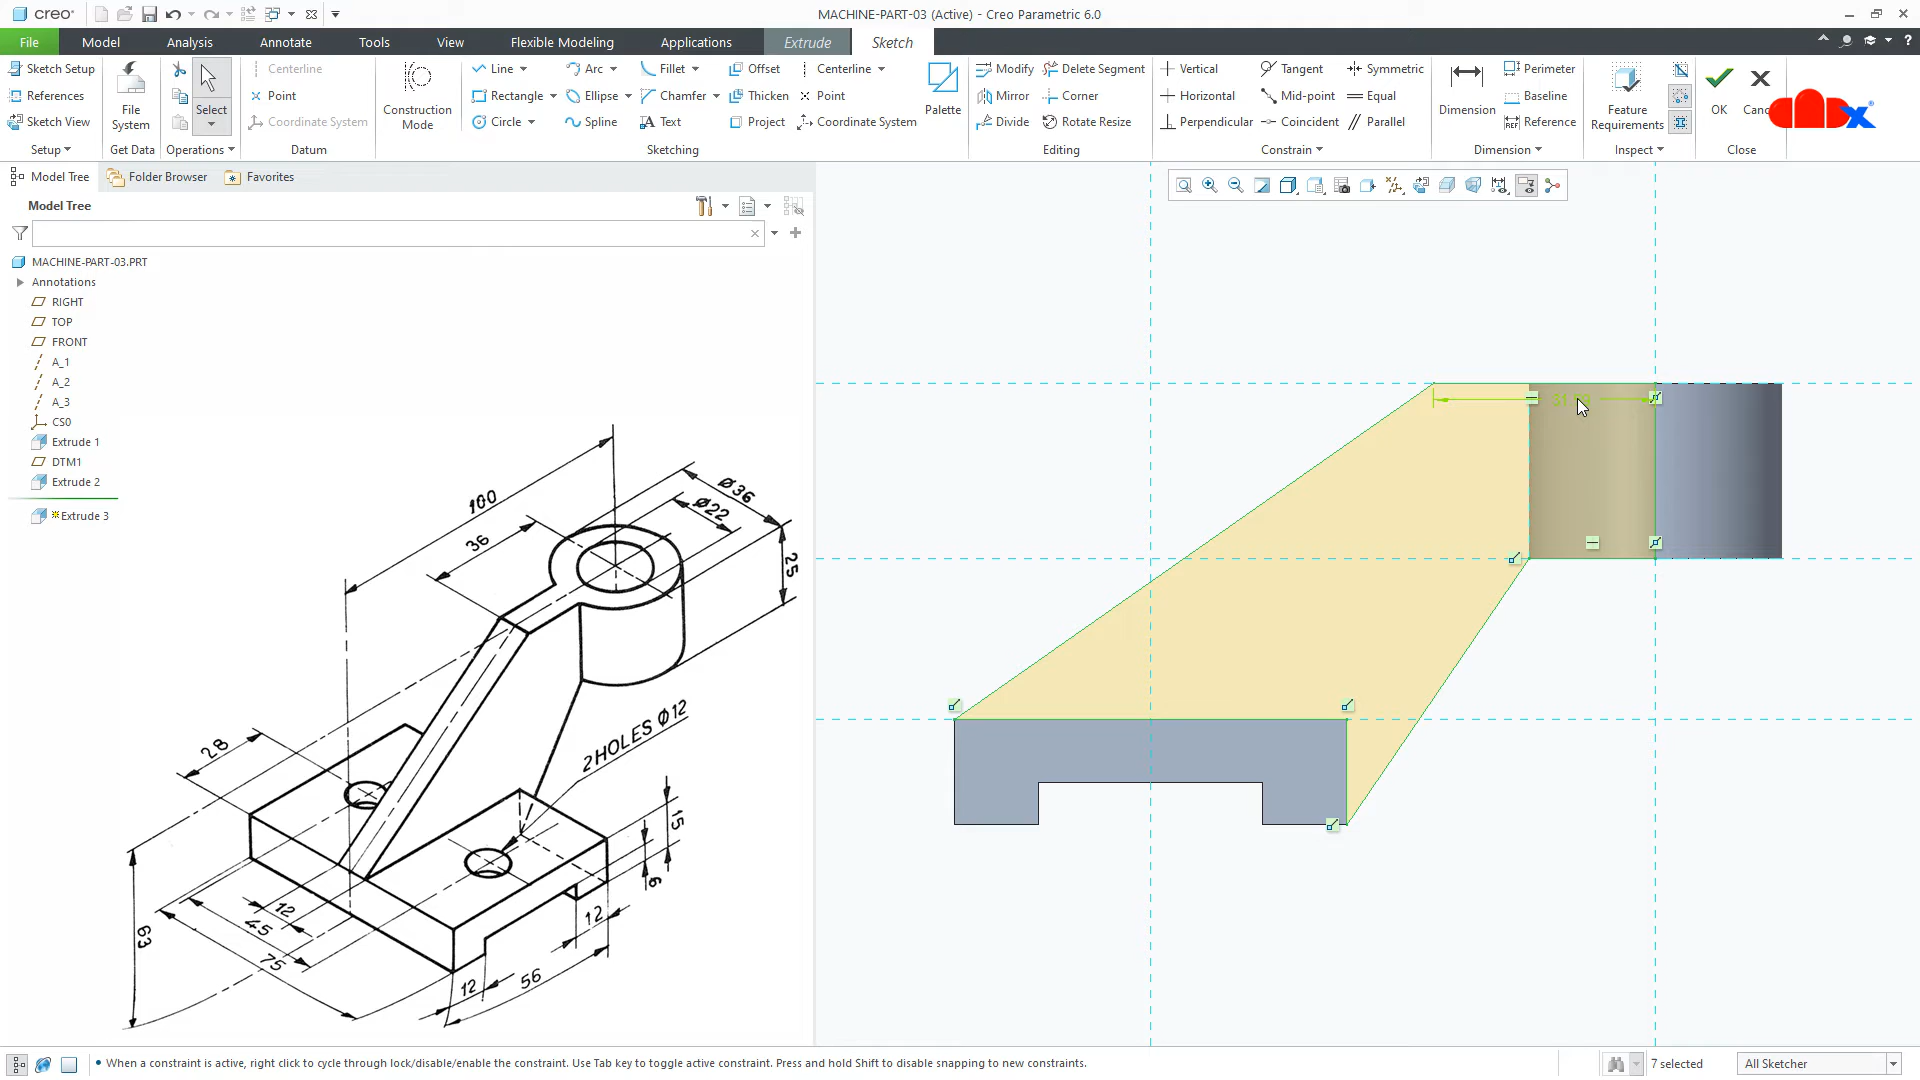 creo
MACHINE-PART-03 (Active) - Creo Parametric 6.0
File Model Analysis Annotate Tools View Flexible Modeling Applications Extrude Sketch
Sketch Setup
References
Sketch View
Setup
File System
Get Data
Select
Operations
Centerline
Point
Coordinate System
Datum
Construction Mode
Line Arc Fillet Offset Centerline
Rectangle Ellipse Chamfer Thicken Point
Circle Spline Text Project Coordinate System
Palette
Sketching
Modify Delete Segment
Mirror Corner
Divide Rotate Resize
Editing
Vertical Tangent Symmetric
Horizontal Mid-point Equal
Perpendicular Coincident Parallel
Constrain
Dimension
Perimeter
Baseline
REF Reference
Dimension
Feature Requirements
Inspect
OK
Close
Model Tree Folder Browser Favorites
Model Tree
MACHINE-PART-03.PRT
Annotations
RIGHT
TOP
FRONT
A_1
A_2
A_3
CS0
Extrude 1
DTM1
Extrude 2
Extrude 3
100
36
Ø36
Ø22
25
2 HOLES Ø12
28
15
6
12
45
75
63
12
56
12
When a constraint is active, right click to cycle through lock/disable/enable the constraint. Use Tab key to toggle active constraint. Press and hold Shift to disable snapping to new constraints.
7 selected
All Sketcher